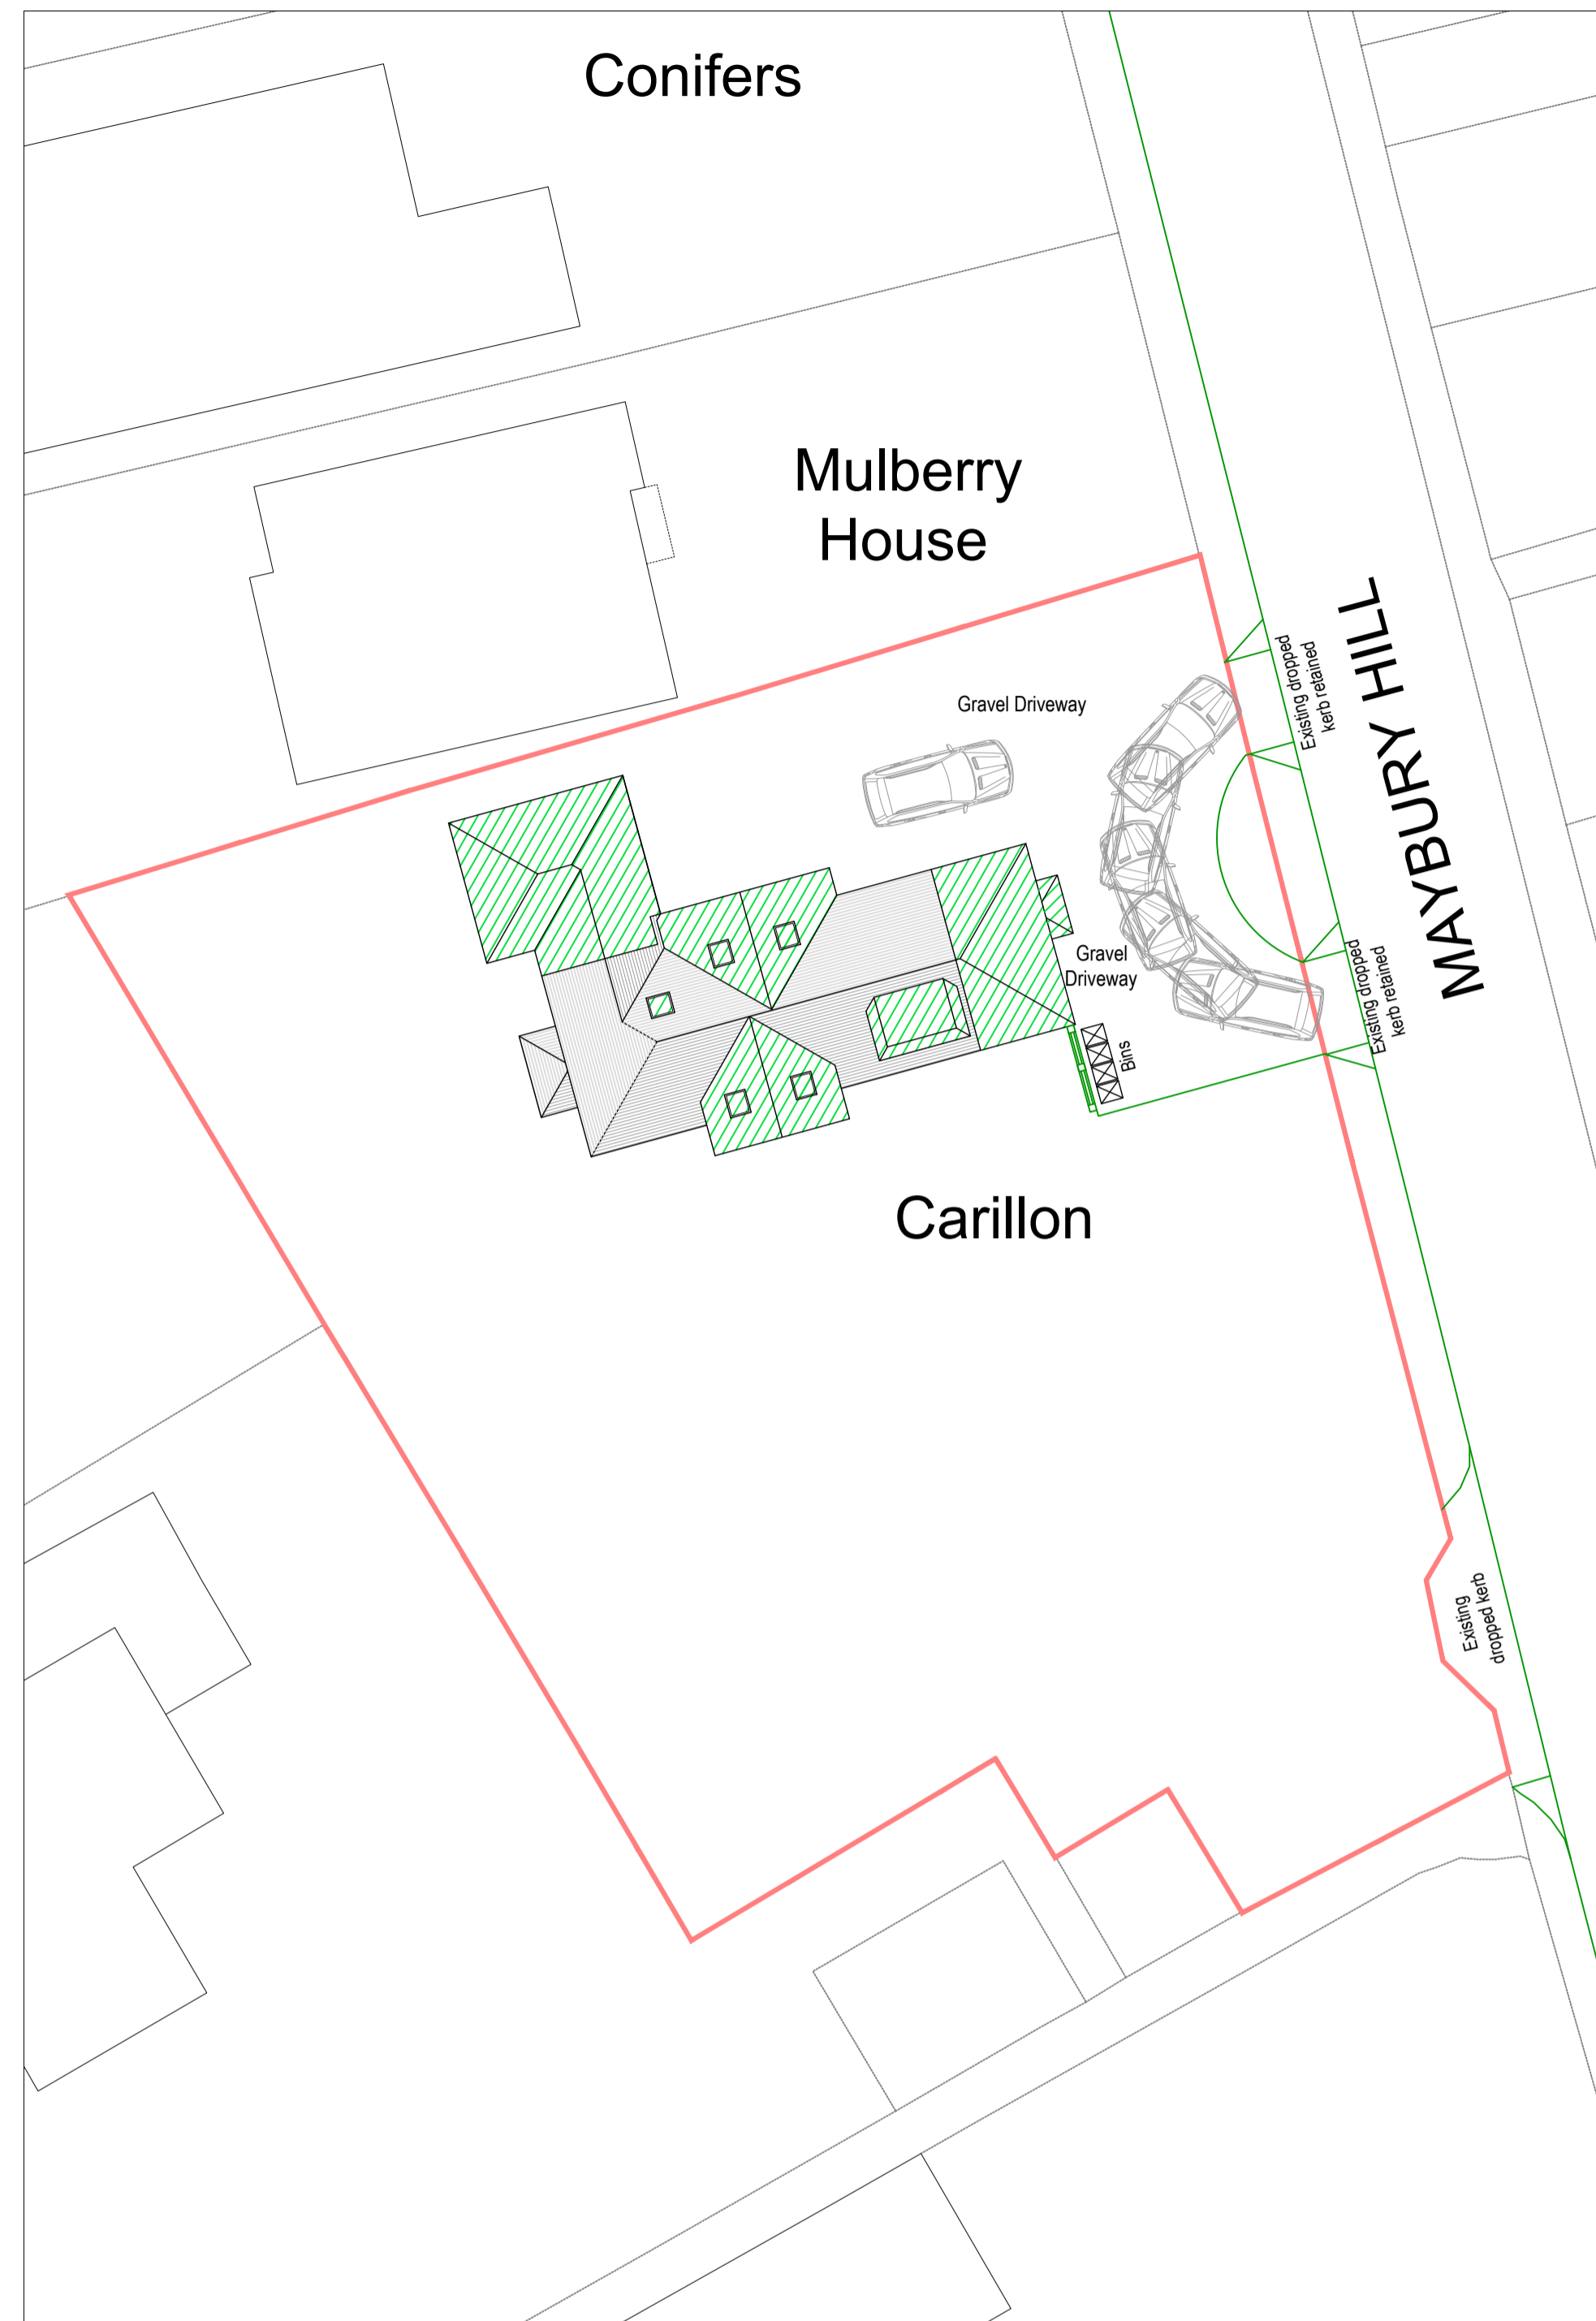 Conifers
Mulberry
House
MAYBURY HILL
Existing dropped
kerb retained
Gravel Driveway
Gravel
Driveway
Existing dropped
kerb retained
Bins
Carillon
Existing
dropped kerb